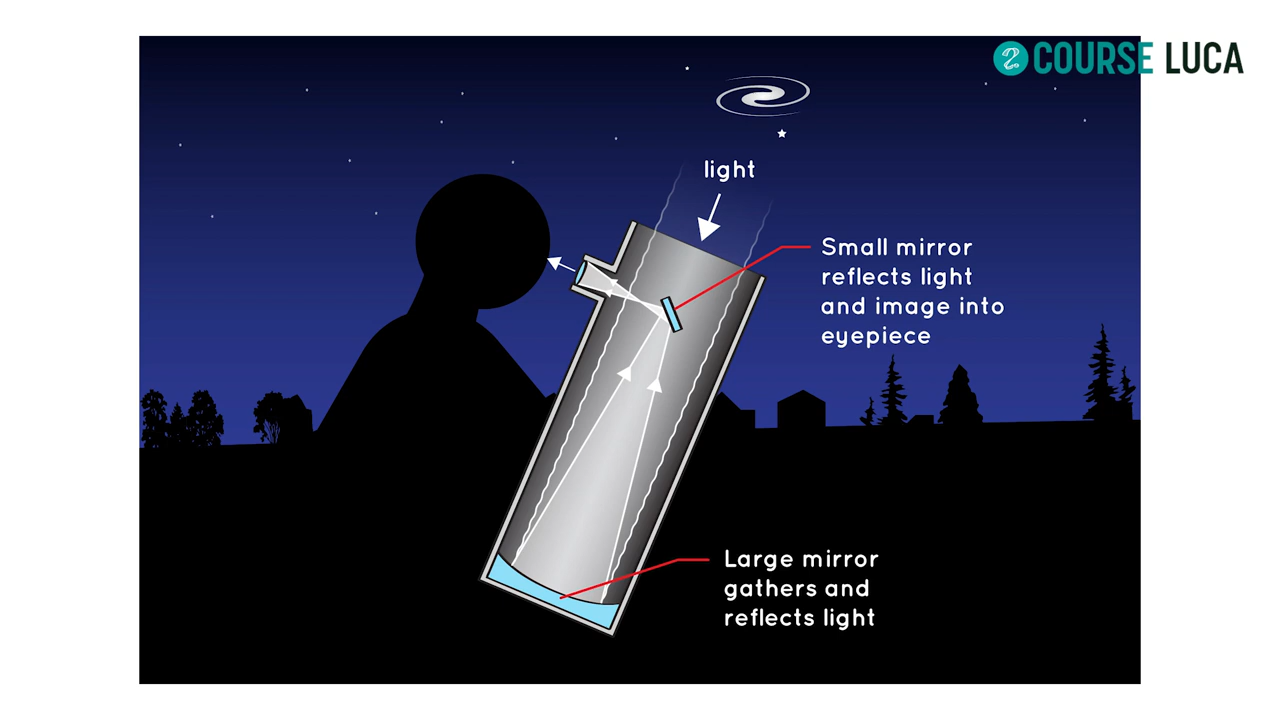 COURSE LUCA
light
Small mirror
reflects light
and image into
eyepiece
Large mirror
gathers and
reflects light